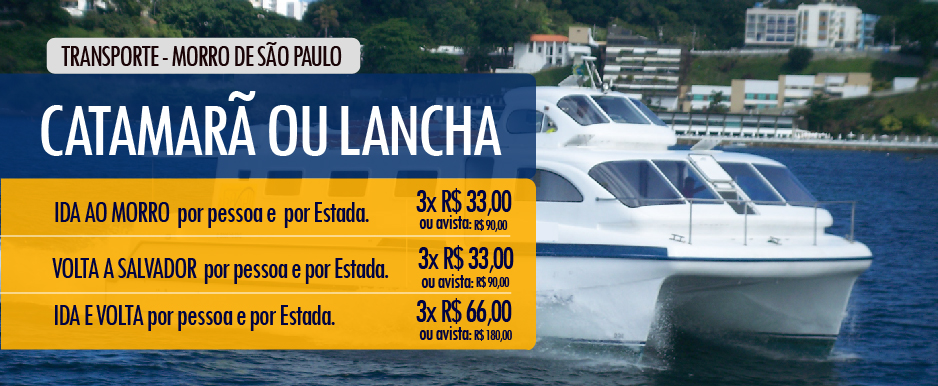 TRANSPORTE - MORRO DE SÃO PAULO
CATAMARÃ OU LANCHA
IDA AO MORRO por pessoa e por Estada.
3x R$ 33,00
ou avista: R$ 90,00
VOLTA A SALVADOR por pessoa e por Estada.
3x R$ 33,00
ou avista: R$ 90,00
IDA E VOLTA por pessoa e por Estada.
3x R$ 66,00
ou avista: R$ 180,00